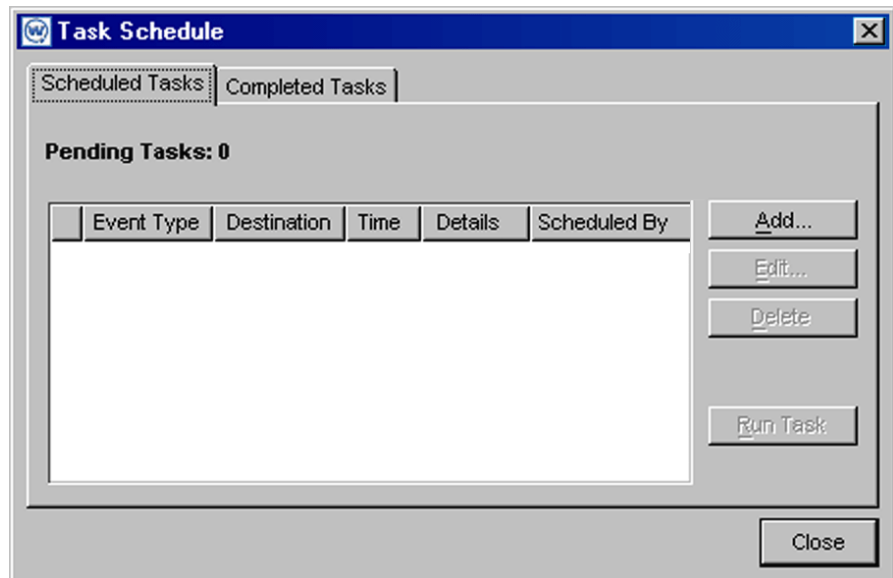 Task Schedule
Scheduled Tasks Completed Tasks
Pending Tasks: 0
Event Type Destination Time Details Scheduled By
Add...
Edit...
Delete
Run Task
Close